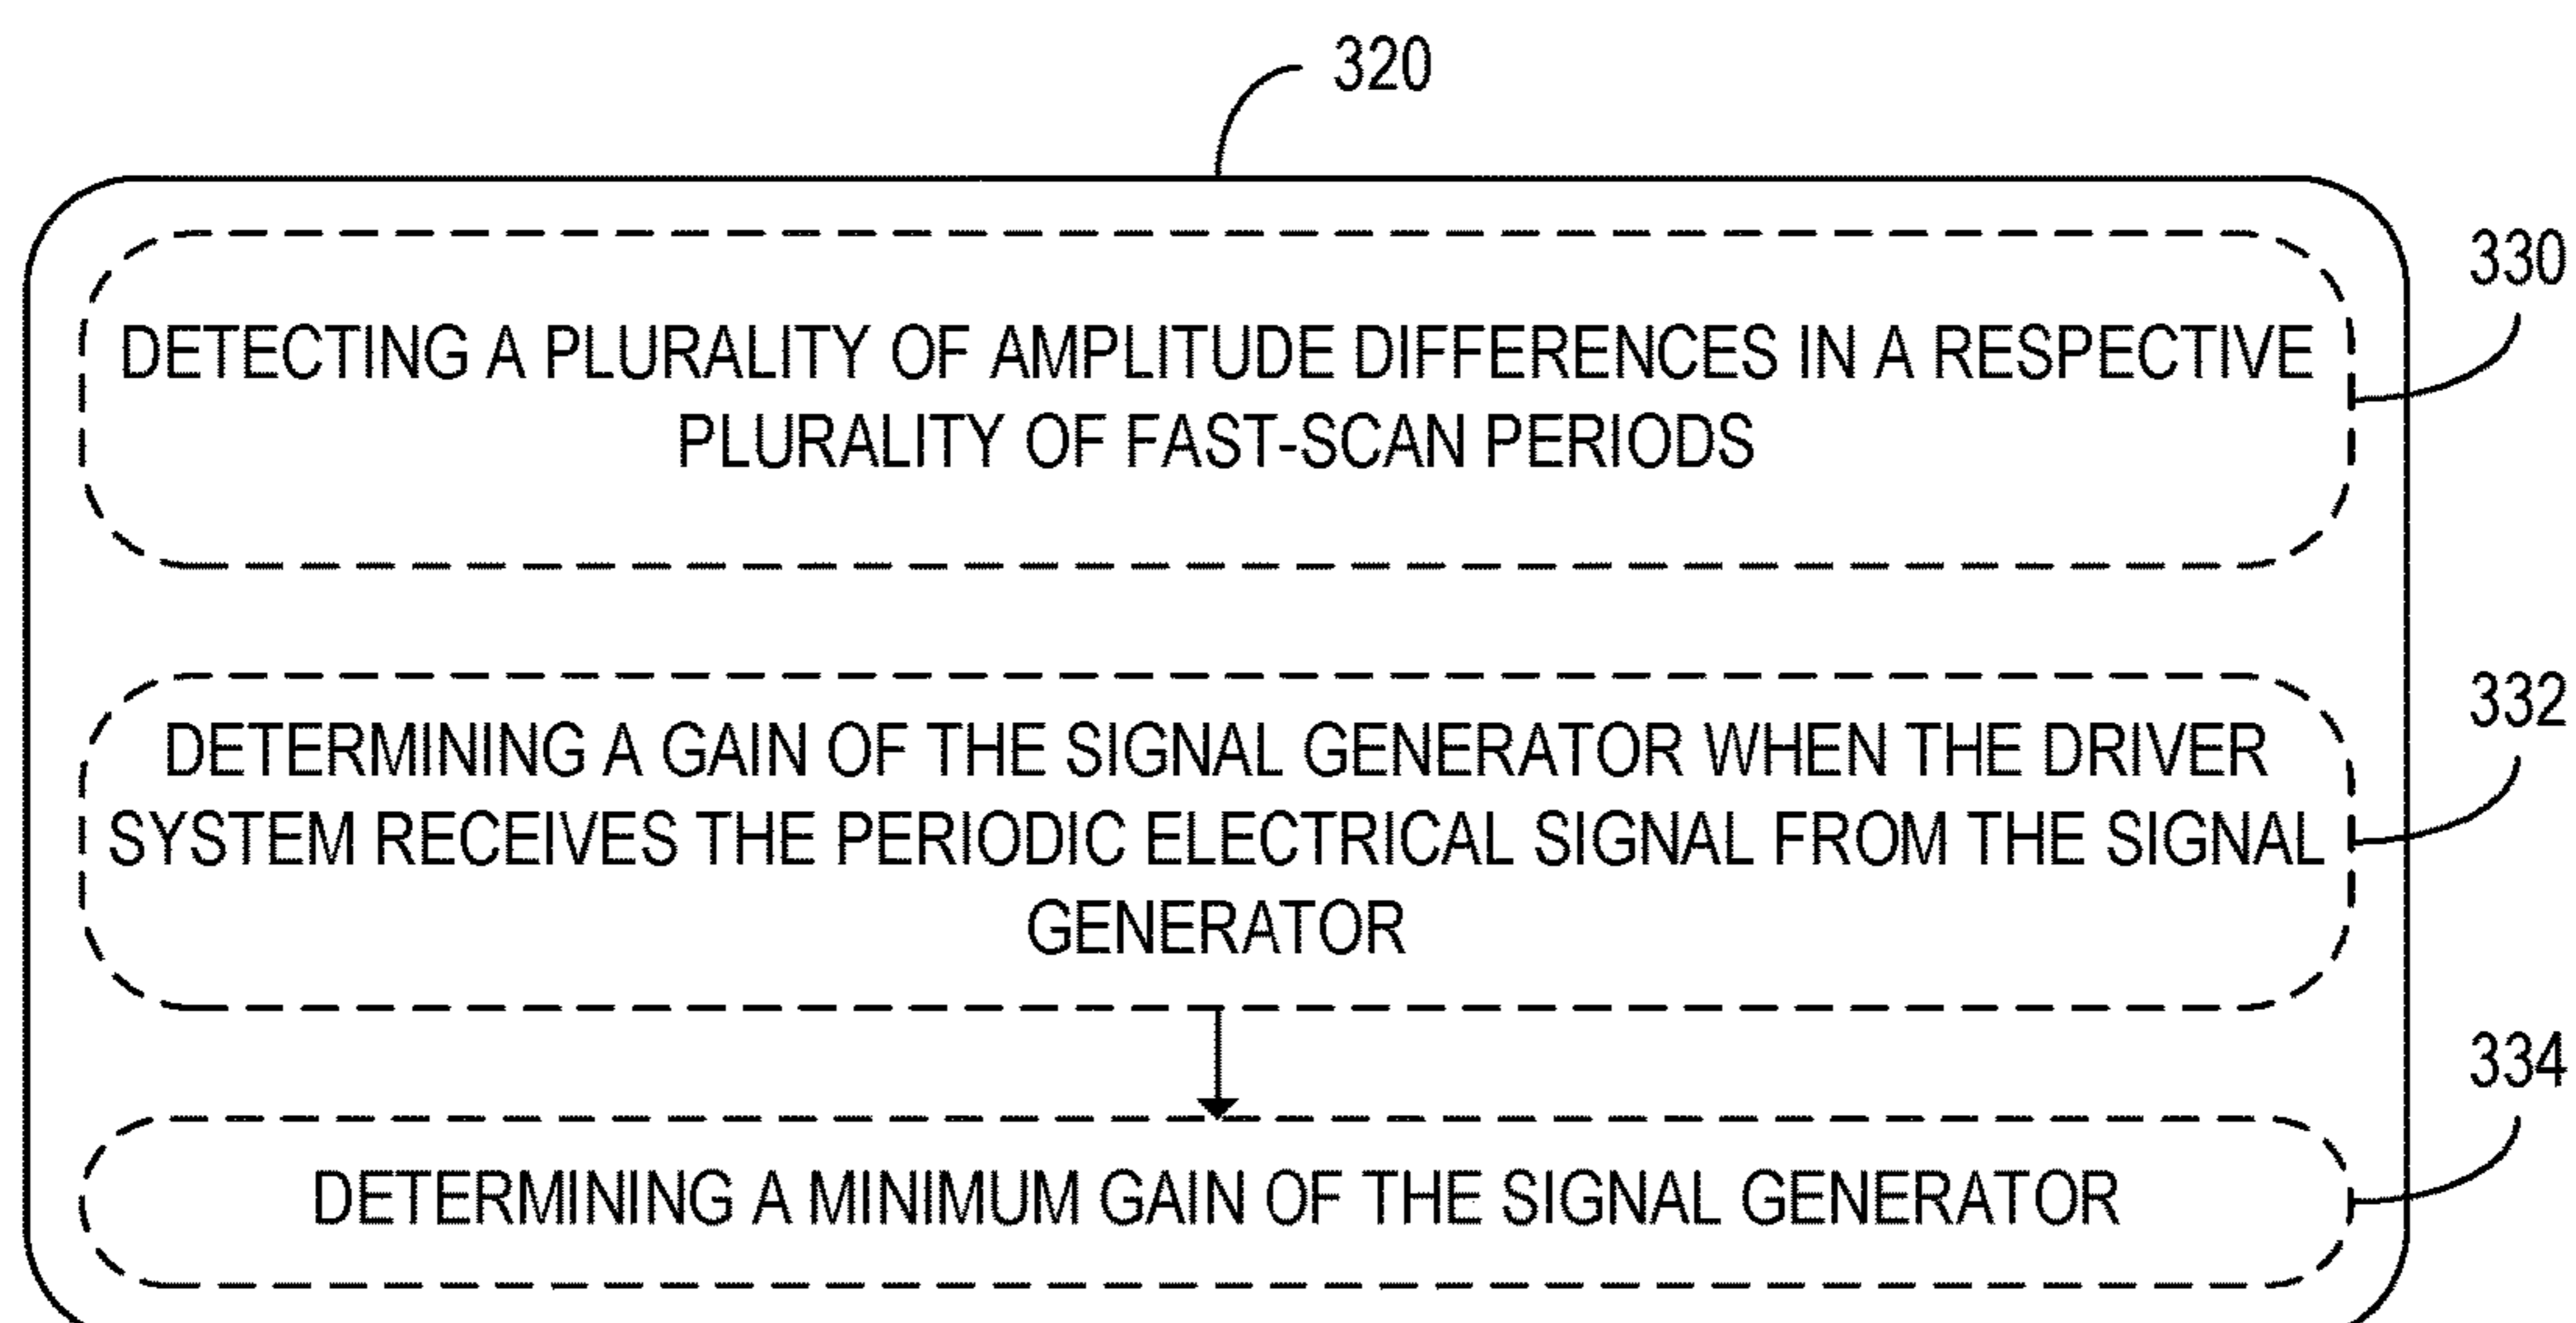 320
330
DETECTING A PLURALITY OF AMPLITUDE DIFFERENCES IN A RESPECTIVE
PLURALITY OF FAST-SCAN PERIODS
332
DETERMINING A GAIN OF THE SIGNAL GENERATOR WHEN THE DRIVER
SYSTEM RECEIVES THE PERIODIC ELECTRICAL SIGNAL FROM THE SIGNAL
GENERATOR
334
DETERMINING A MINIMUM GAIN OF THE SIGNAL GENERATOR